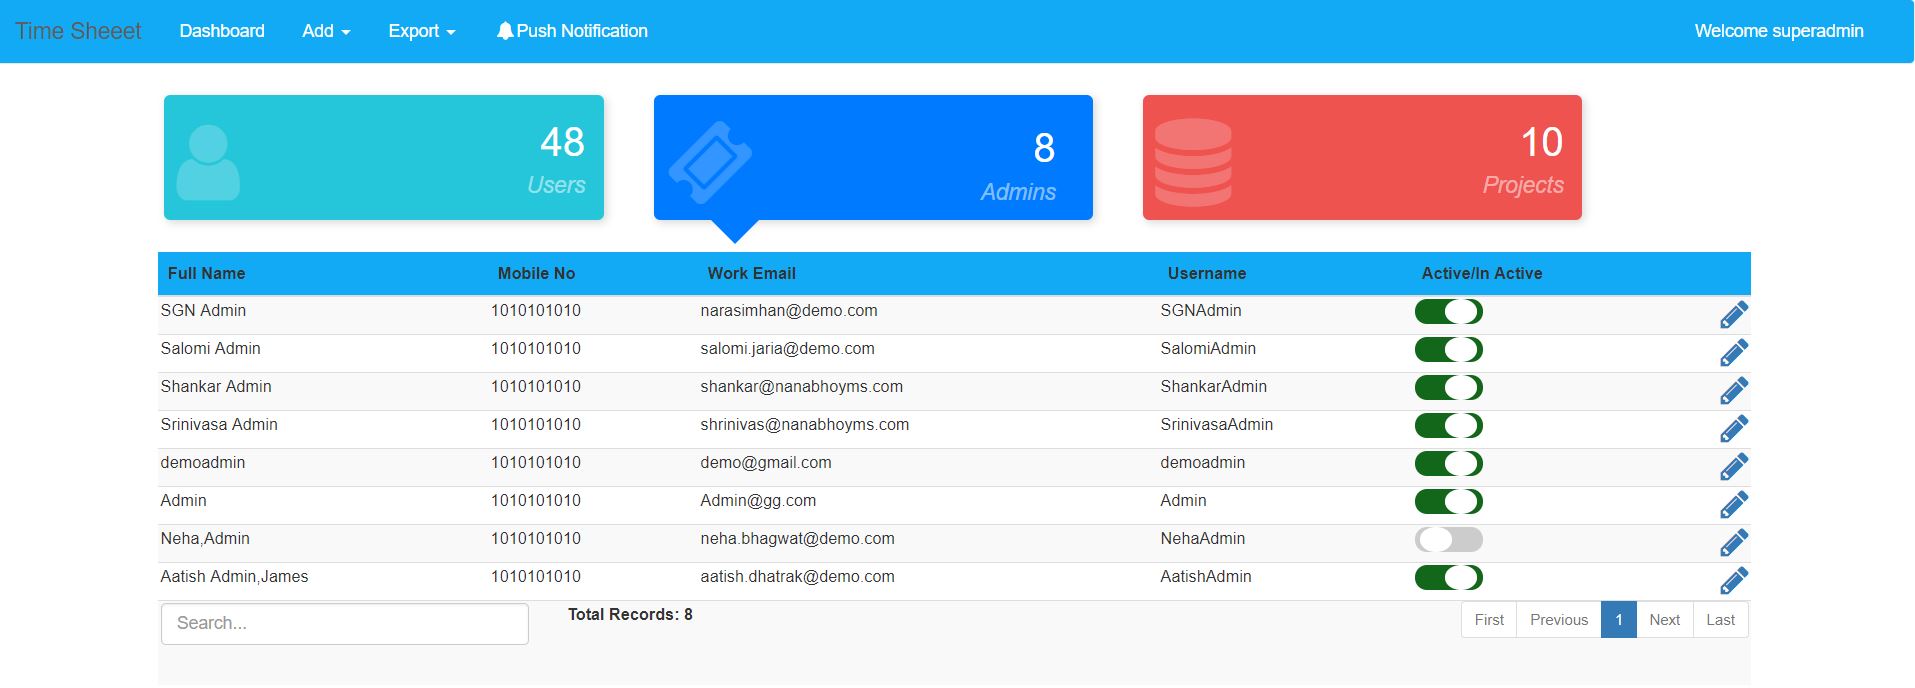 Time Sheeet Dashboard Add Export Push Notification Welcome superadmin
48 8 10
Users Admins Projects
Full Name Mobile No Work Email Username Active/In Active
SGN Admin 1010101010 narasimhan@demo.com SGNAdmin
Salomi Admin 1010101010 salomi.jaria@demo.com SalomiAdmin
Shankar Admin 1010101010 shankar@nanabhoyms.com ShankarAdmin
Srinivasa Admin 1010101010 shrinivas@nanabhoyms.com SrinivasaAdmin
demoadmin 1010101010 demo@gmail.com demoadmin
Admin 1010101010 Admin@gg.com Admin
Neha,Admin 1010101010 neha.bhagwat@demo.com NehaAdmin
Aatish Admin,James 1010101010 aatish.dhatrak@demo.com AatishAdmin
Search... Total Records: 8 First Previous 1 Next Last